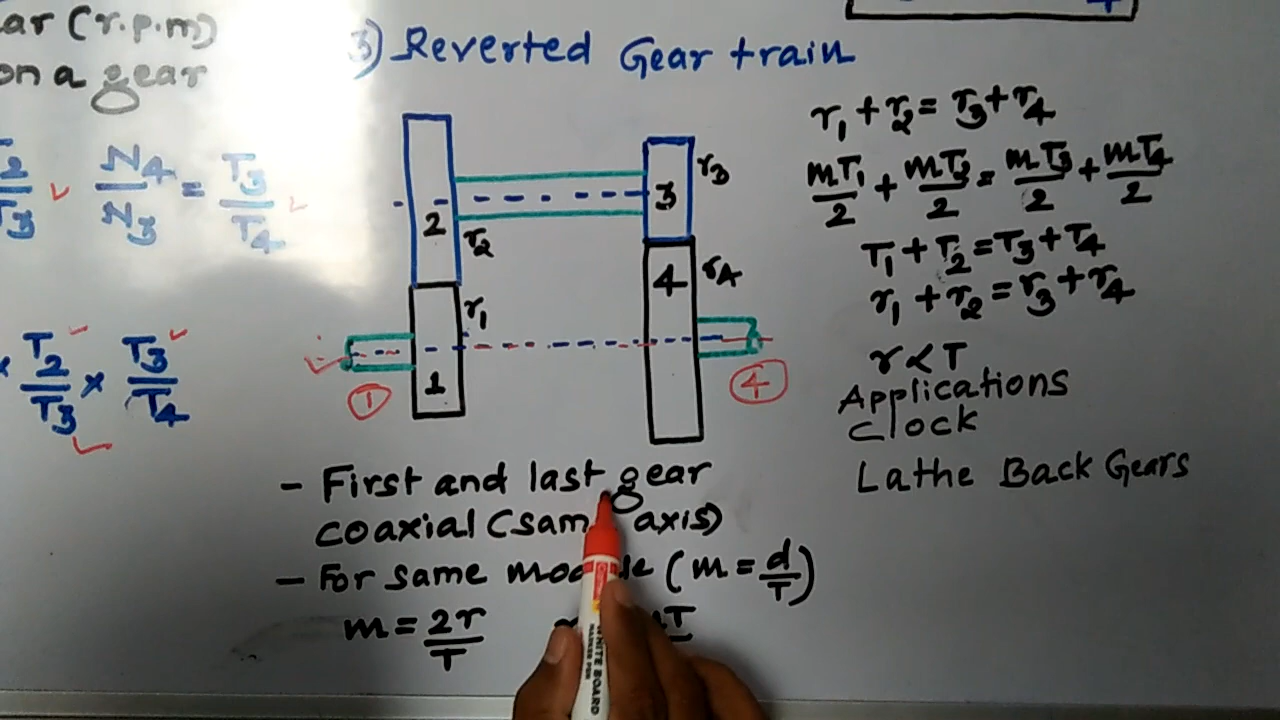 ar (r.p.m)
on a gear
T2/T3 N4/N3 = T3/T4
× T2/T3 × T3/T4
3) Reverted Gear train
2
r2
3
r3
1
r1
4
r4
1
4
- First and last gear
coaxial (sam axis)
- For same (m = d/T)
m = 2r/T
r1 + r2 = r3 + r4
mT1/2 + mT2/2 = mT3/2 + mT4/2
T1 + T2 = T3 + T4
r1 + r2 = r3 + r4
r ∝ T
Applications
Clock
Lathe Back Gears